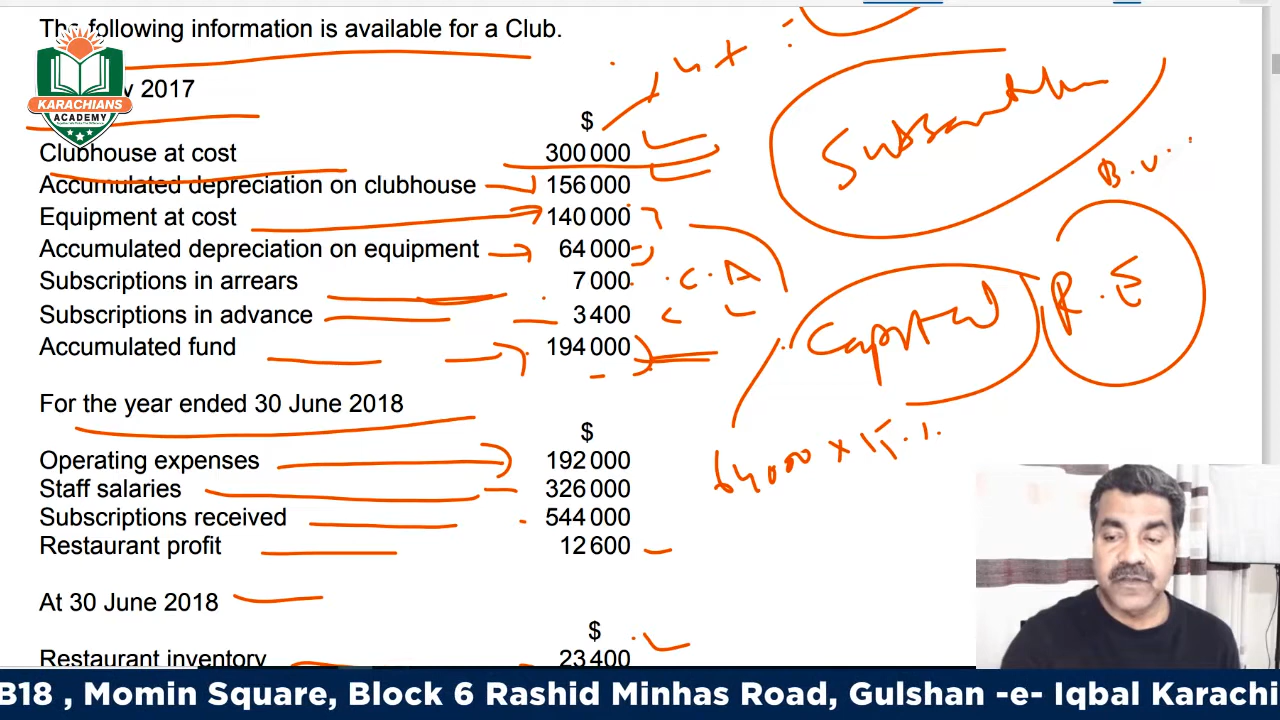 The following information is available for a Club.
2017
$
Clubhouse at cost 300 000
Accumulated depreciation on clubhouse 156 000
Equipment at cost 140 000
Accumulated depreciation on equipment 64 000
Subscriptions in arrears 7 000
Subscriptions in advance 3 400
Accumulated fund 194 000
For the year ended 30 June 2018
$
Operating expenses 192 000
Staff salaries 326 000
Subscriptions received 544 000
Restaurant profit 12 600
At 30 June 2018
$
Restaurant inventory 23 400
KARACHIANS
ACADEMY
B.V
C.A
R.E
Capital
64000 x 15%
B18 , Momin Square, Block 6 Rashid Minhas Road, Gulshan -e- Iqbal Karachi